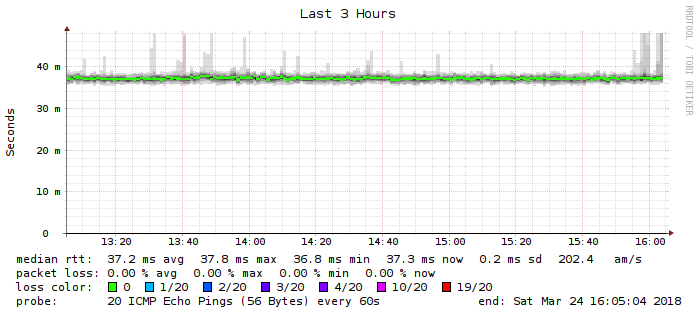 Last 3 Hours
RRDTOOL / TOBI OETIKER
Seconds
40 m
30 m
20 m
10 m
0
13:20 13:40 14:00 14:20 14:40 15:00 15:20 15:40 16:00
median rtt: 37.2 ms avg 37.8 ms max 36.8 ms min 37.3 ms now 0.2 ms sd 202.4 am/s
packet loss: 0.00 % avg 0.00 % max 0.00 % min 0.00 % now
loss color: 0 1/20 2/20 3/20 4/20 10/20 19/20
probe: 20 ICMP Echo Pings (56 Bytes) every 60s end: Sat Mar 24 16:05:04 2018